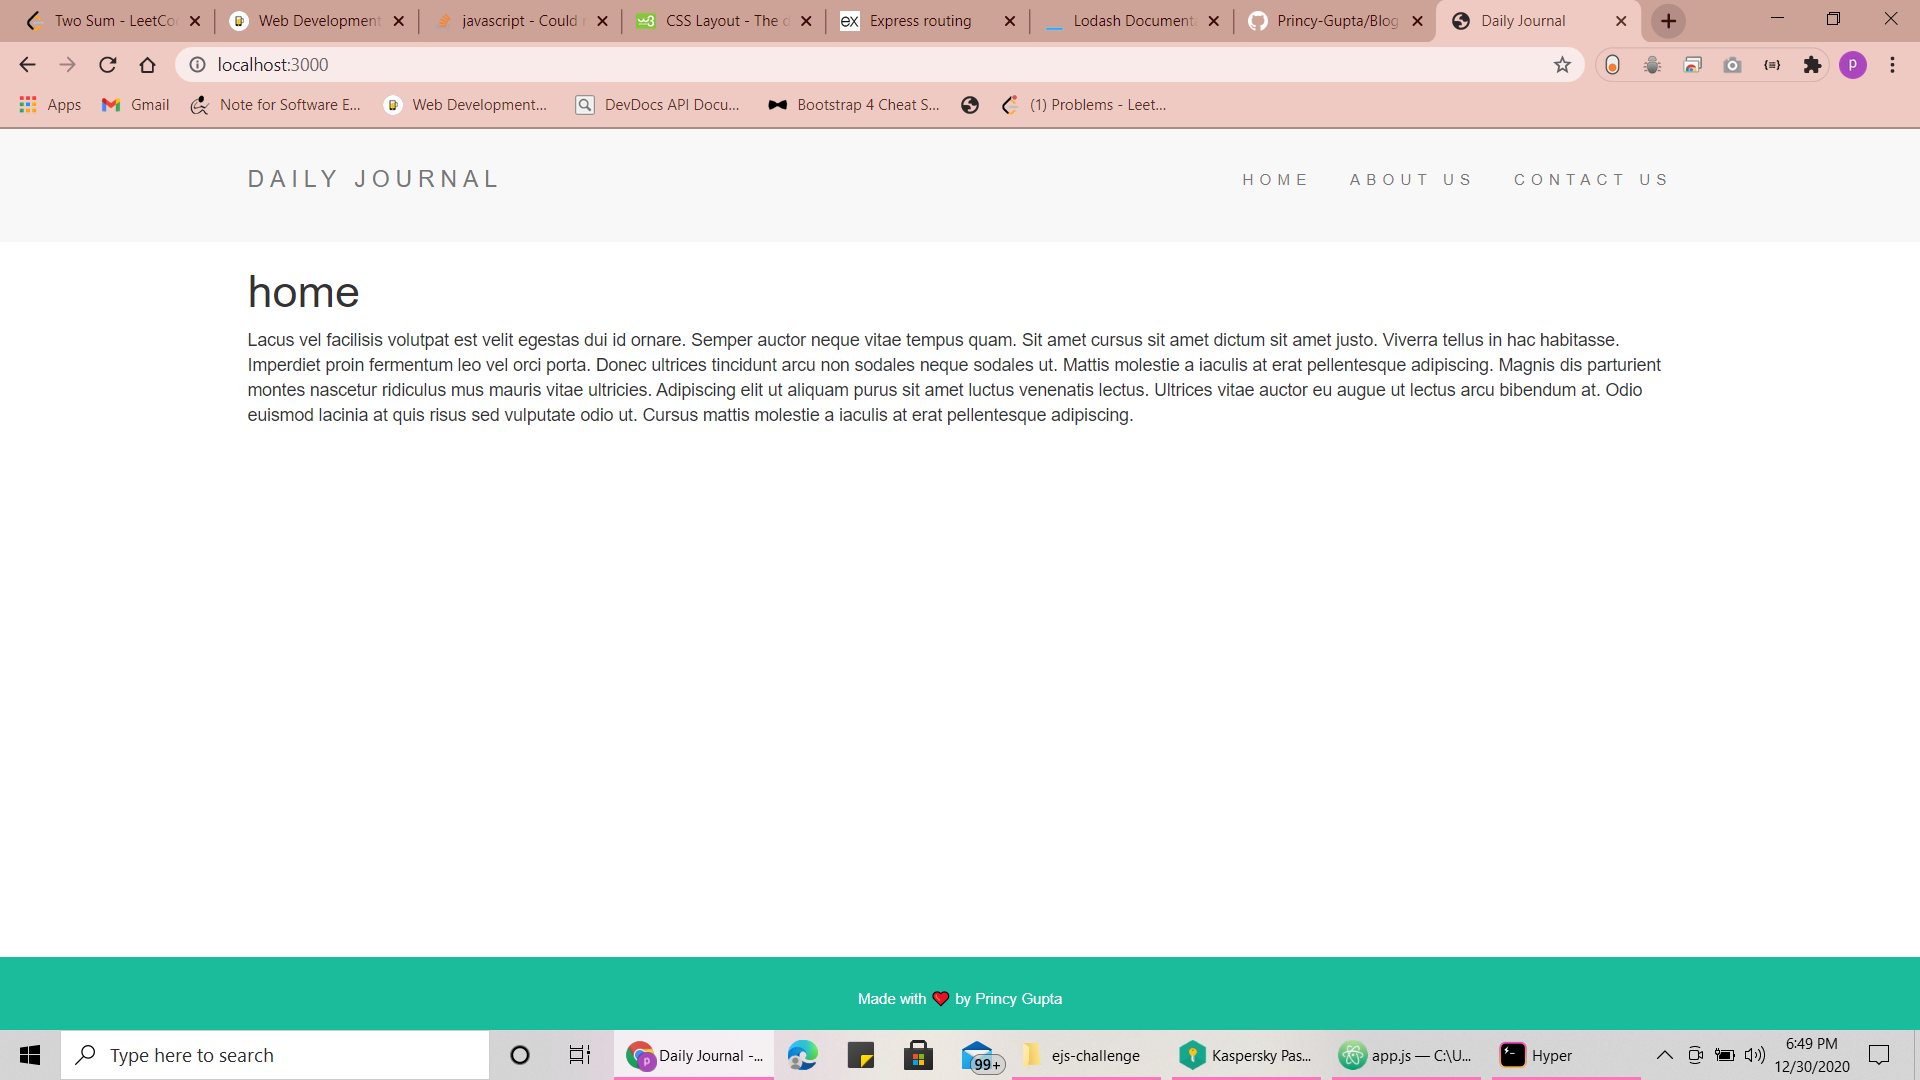 Two Sum - LeetCo
Web Development
javascript - Could
CSS Layout - The
Express routing
Lodash Documenta
Princy-Gupta/Blog
Daily Journal
localhost:3000
P
Apps
Gmail
Note for Software E...
Web Development...
DevDocs API Docu...
Bootstrap 4 Cheat S...
(1) Problems - Leet...
DAILY JOURNAL
HOME
ABOUT US
CONTACT US
home
Lacus vel facilisis volutpat est velit egestas dui id ornare. Semper auctor neque vitae tempus quam. Sit amet cursus sit amet dictum sit amet justo. Viverra tellus in hac habitasse.
Imperdiet proin fermentum leo vel orci porta. Donec ultrices tincidunt arcu non sodales neque sodales ut. Mattis molestie a iaculis at erat pellentesque adipiscing. Magnis dis parturient
montes nascetur ridiculus mus mauris vitae ultricies. Adipiscing elit ut aliquam purus sit amet luctus venenatis lectus. Ultrices vitae auctor eu augue ut lectus arcu bibendum at. Odio
euismod lacinia at quis risus sed vulputate odio ut. Cursus mattis molestie a iaculis at erat pellentesque adipiscing.
Made with ❤ by Princy Gupta
Type here to search
Daily Journal -...
99+
ejs-challenge
Kaspersky Pas...
app.js — C:\U...
Hyper
6:49 PM
12/30/2020